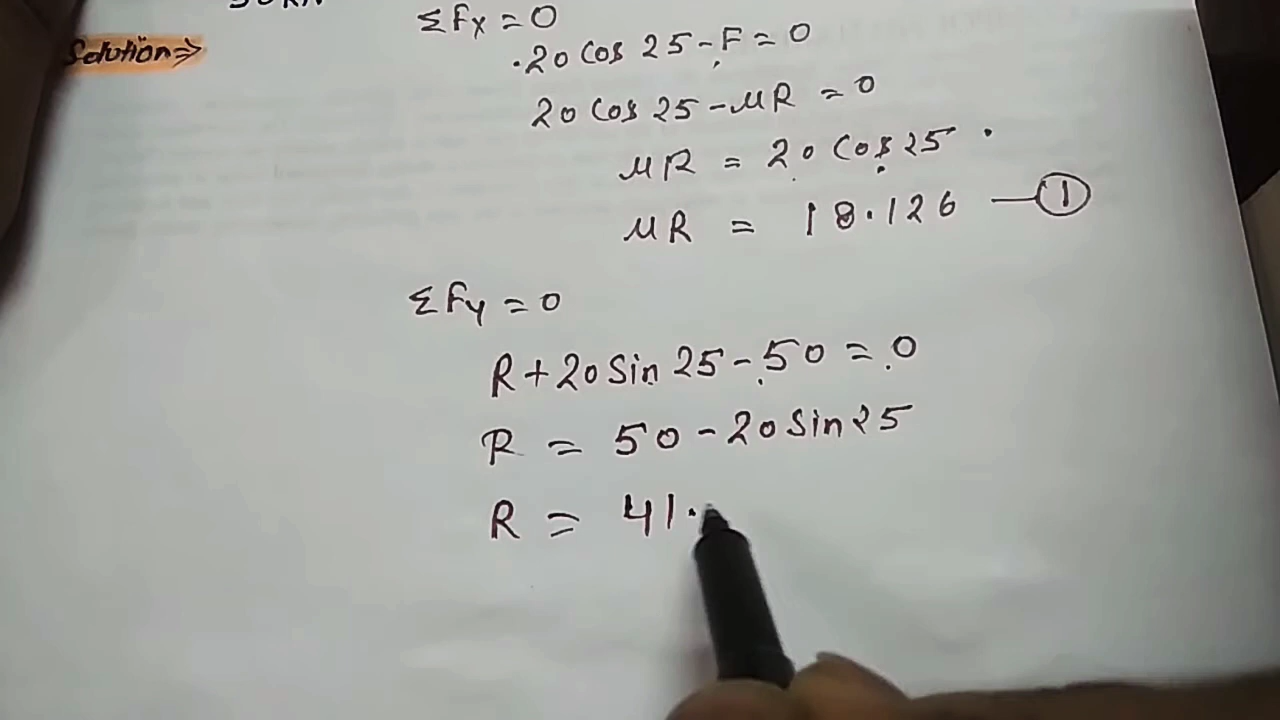 ΣFx = 0
Solution ⇒
20 Cos 25 - F = 0
20 Cos 25 - μR = 0
μR = 20 Cos 25
μR = 18.126 — ①
ΣFy = 0
R + 20 Sin 25 - 50 = 0
R = 50 - 20 Sin 25
R = 41.